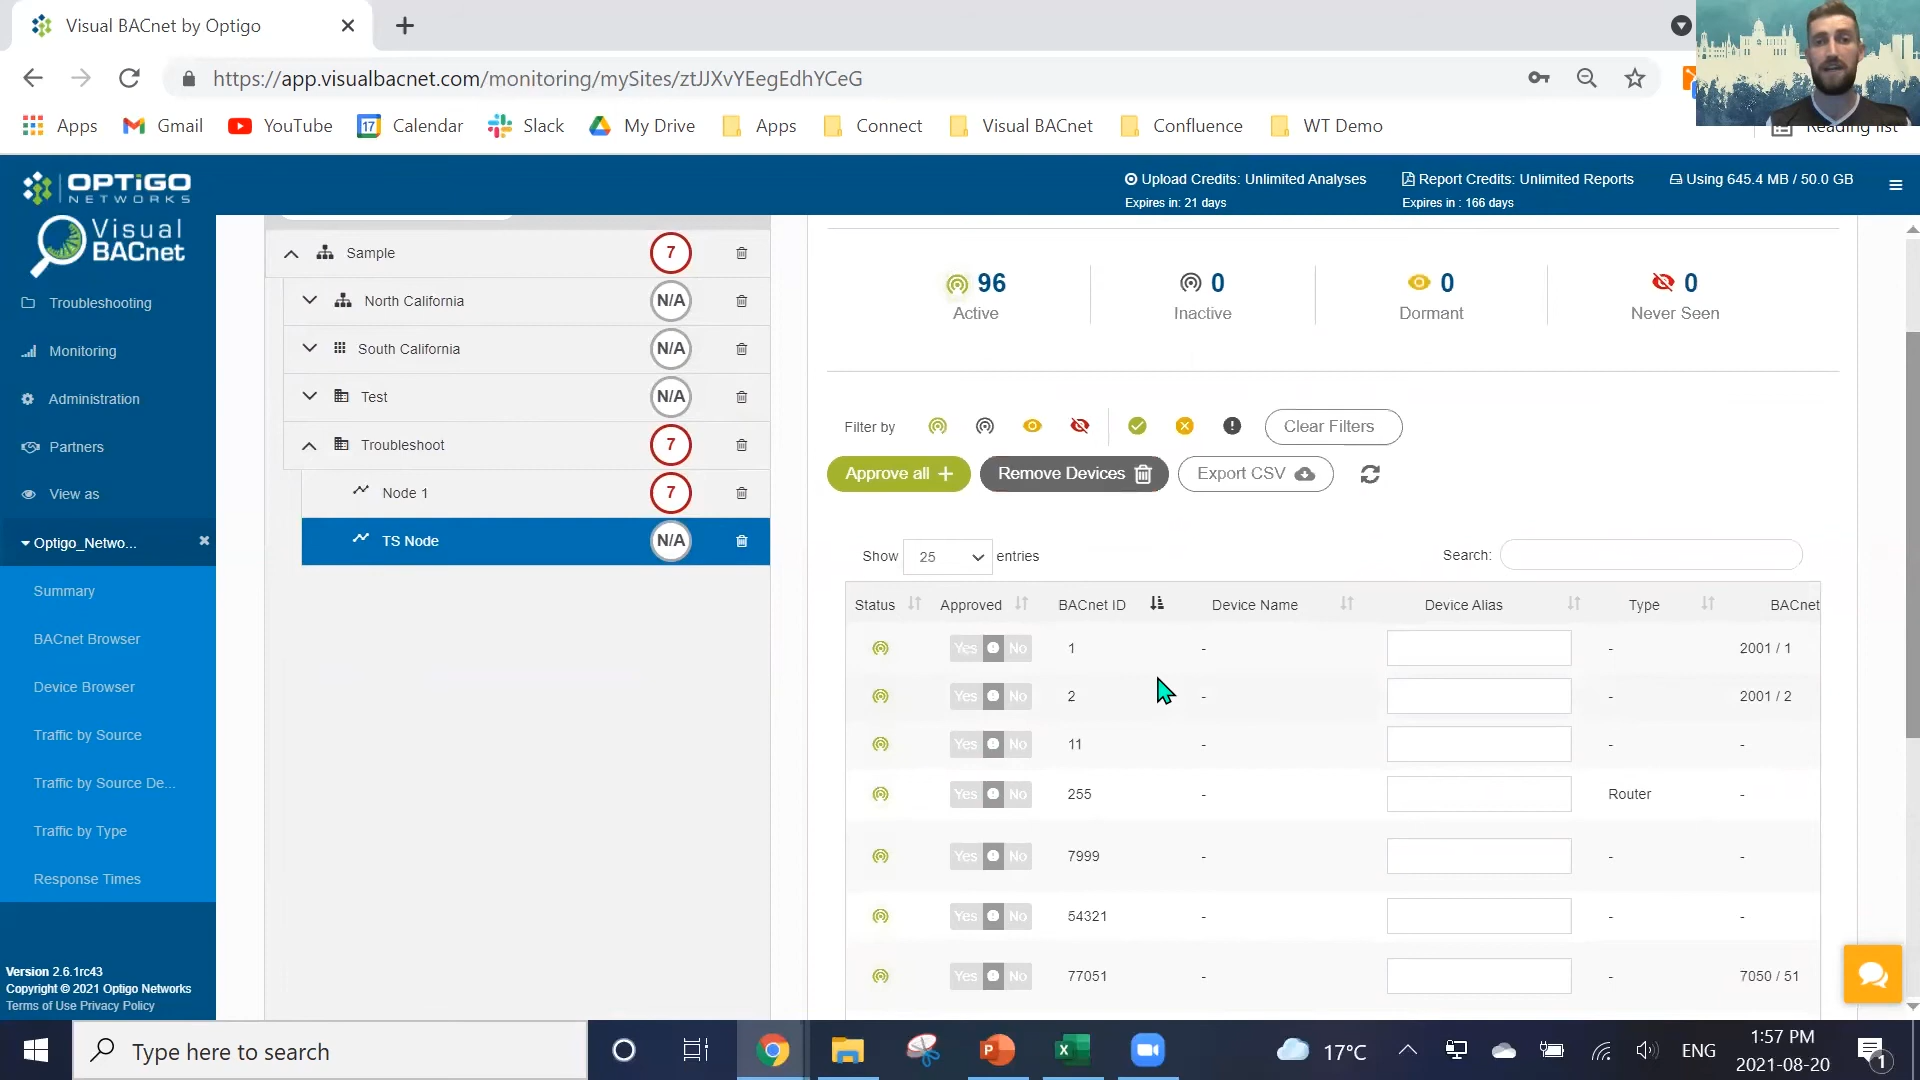 Visual BACnet by Optigo
https://app.visualbacnet.com/monitoring/mySites/ztJJXvYEegEdhYCeG
Apps
Gmail
YouTube
17
Calendar
Slack
My Drive
Apps
Connect
Visual BACnet
Confluence
WT Demo
Reading list
OPTIGO
NETWORKS
Visual
BACnet
Upload Credits: Unlimited Analyses
Expires in: 21 days
Report Credits: Unlimited Reports
Expires in : 166 days
Using 645.4 MB / 50.0 GB
Troubleshooting
Monitoring
Administration
Partners
View as
Optigo_Netwo...
Summary
BACnet Browser
Device Browser
Traffic by Source
Traffic by Source De...
Traffic by Type
Response Times
Version 2.6.1rc43
Copyright © 2021 Optigo Networks
Terms of Use Privacy Policy
Sample 7
North California N/A
South California N/A
Test N/A
Troubleshoot 7
Node 1 7
TS Node N/A
96
Active
0
Inactive
0
Dormant
0
Never Seen
Filter by
Clear Filters
Approve all +
Remove Devices
Export CSV
Show 25 entries
Search:
Status Approved BACnet ID Device Name Device Alias Type BACnet
Yes No 1 - - 2001 / 1
Yes No 2 - - 2001 / 2
Yes No 11 - - -
Yes No 255 - Router -
Yes No 7999 - - -
Yes No 54321 - - -
Yes No 77051 - - 7050 / 51
Type here to search
17°C
ENG
1:57 PM
2021-08-20
1